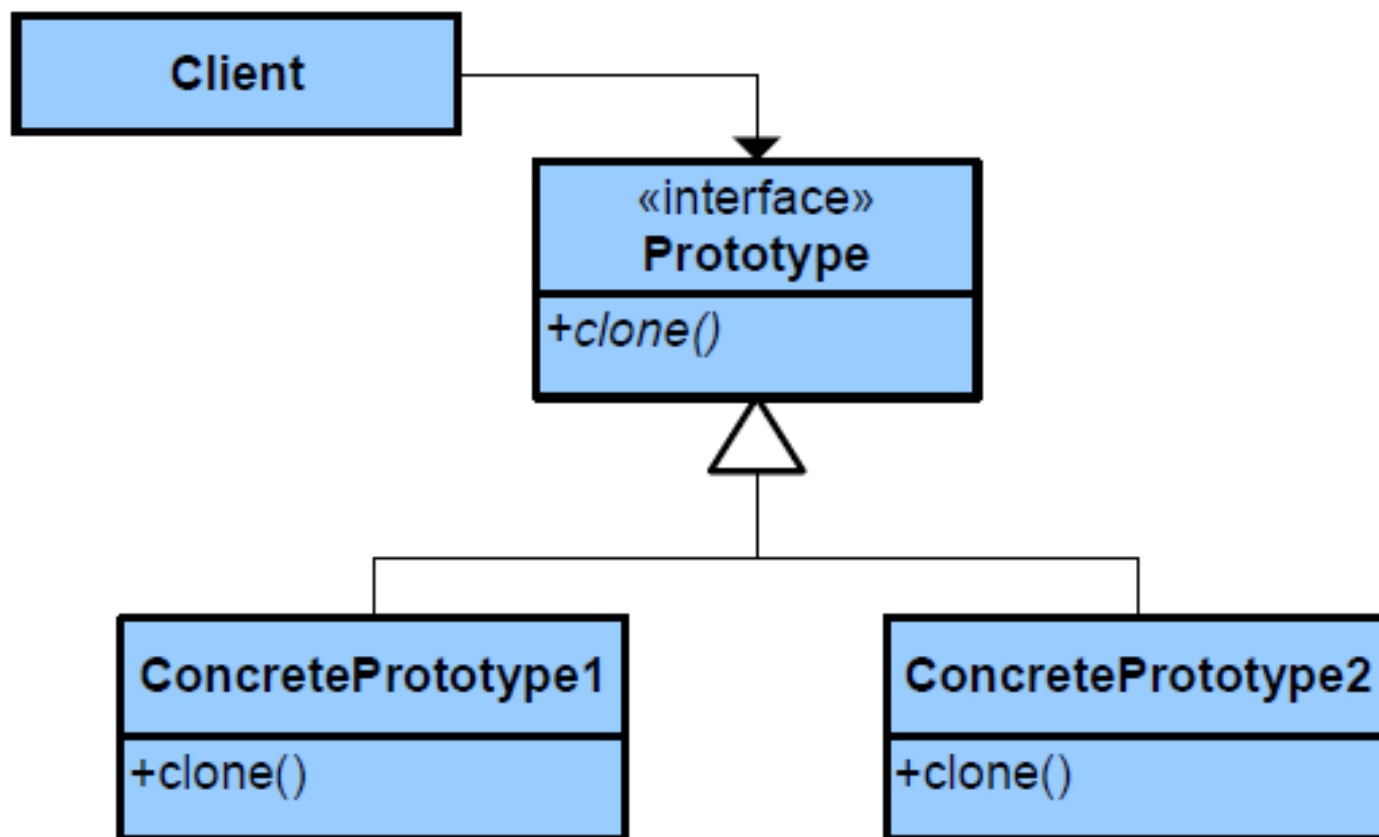 Client
«interface»
Prototype
+clone()
ConcretePrototype1
+clone()
ConcretePrototype2
+clone()